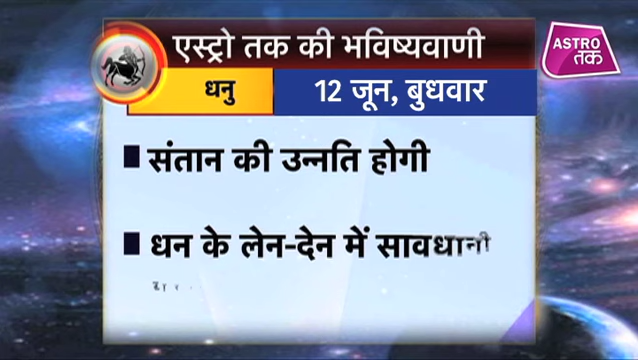 एस्ट्रो तक की भविष्यवाणी
ASTRO
तक
धनु
12 जून, बुधवार
संतान की उन्नति होगी
धन के लेन-देन में सावधानी